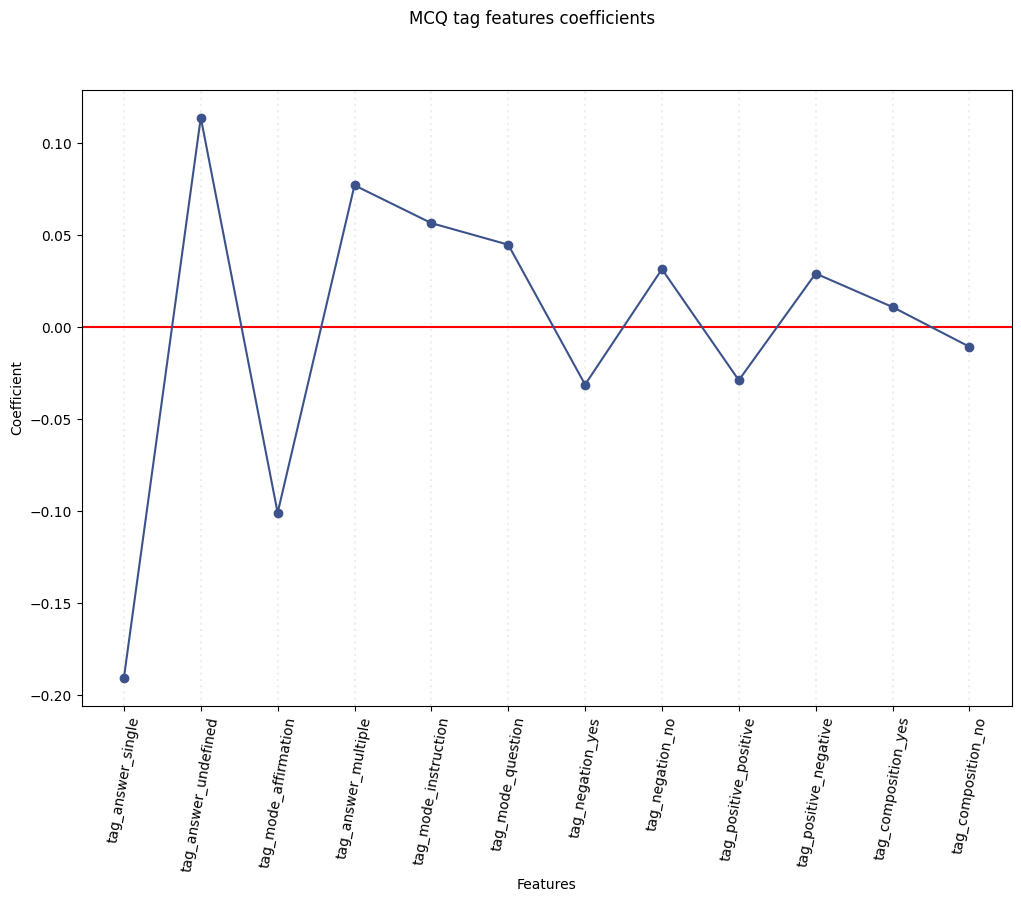 MCQ tag features coefficients
Coefficient
0.10
0.05
0.00
−0.05
−0.10
−0.15
−0.20
tag_answer_single
tag_answer_undefined
tag_mode_affirmation
tag_answer_multiple
tag_mode_instruction
tag_mode_question
tag_negation_yes
tag_negation_no
tag_positive_positive
tag_positive_negative
tag_composition_yes
tag_composition_no
Features